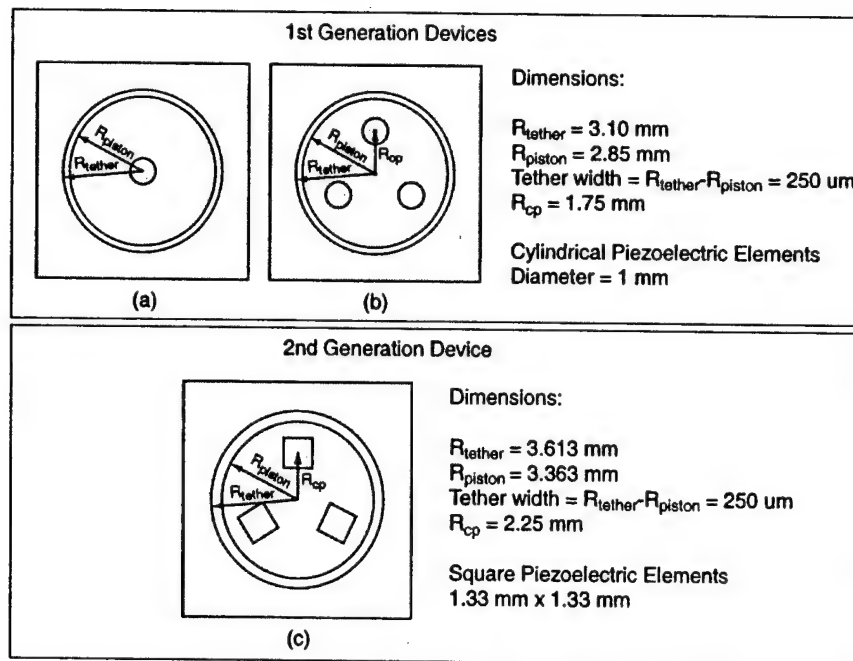 1st Generation Devices
Rpiston
Rtether
(a)
Rpiston
Rcp
Rtether
(b)
Dimensions:
Rtether = 3.10 mm
Rpiston = 2.85 mm
Tether width = Rtether-Rpiston = 250 um
Rcp = 1.75 mm
Cylindrical Piezoelectric Elements
Diameter = 1 mm
2nd Generation Device
Rpiston
Rcp
Rtether
(c)
Dimensions:
Rtether = 3.613 mm
Rpiston = 3.363 mm
Tether width = Rtether-Rpiston = 250 um
Rcp = 2.25 mm
Square Piezoelectric Elements
1.33 mm x 1.33 mm